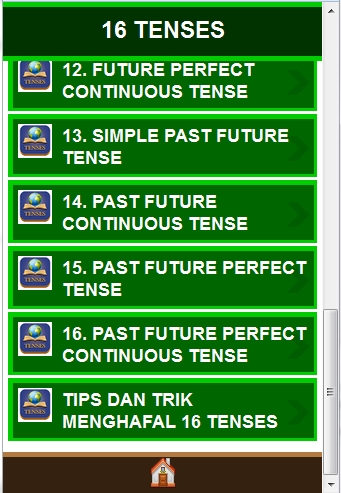 16 TENSES
12. FUTURE PERFECT
CONTINUOUS TENSE
TENSES
13. SIMPLE PAST FUTURE
TENSE
TENSES
14. PAST FUTURE
CONTINUOUS TENSE
TENSES
15. PAST FUTURE PERFECT
TENSE
TENSES
16. PAST FUTURE PERFECT
CONTINUOUS TENSE
TENSES
TIPS DAN TRIK
MENGHAFAL 16 TENSES
TENSES